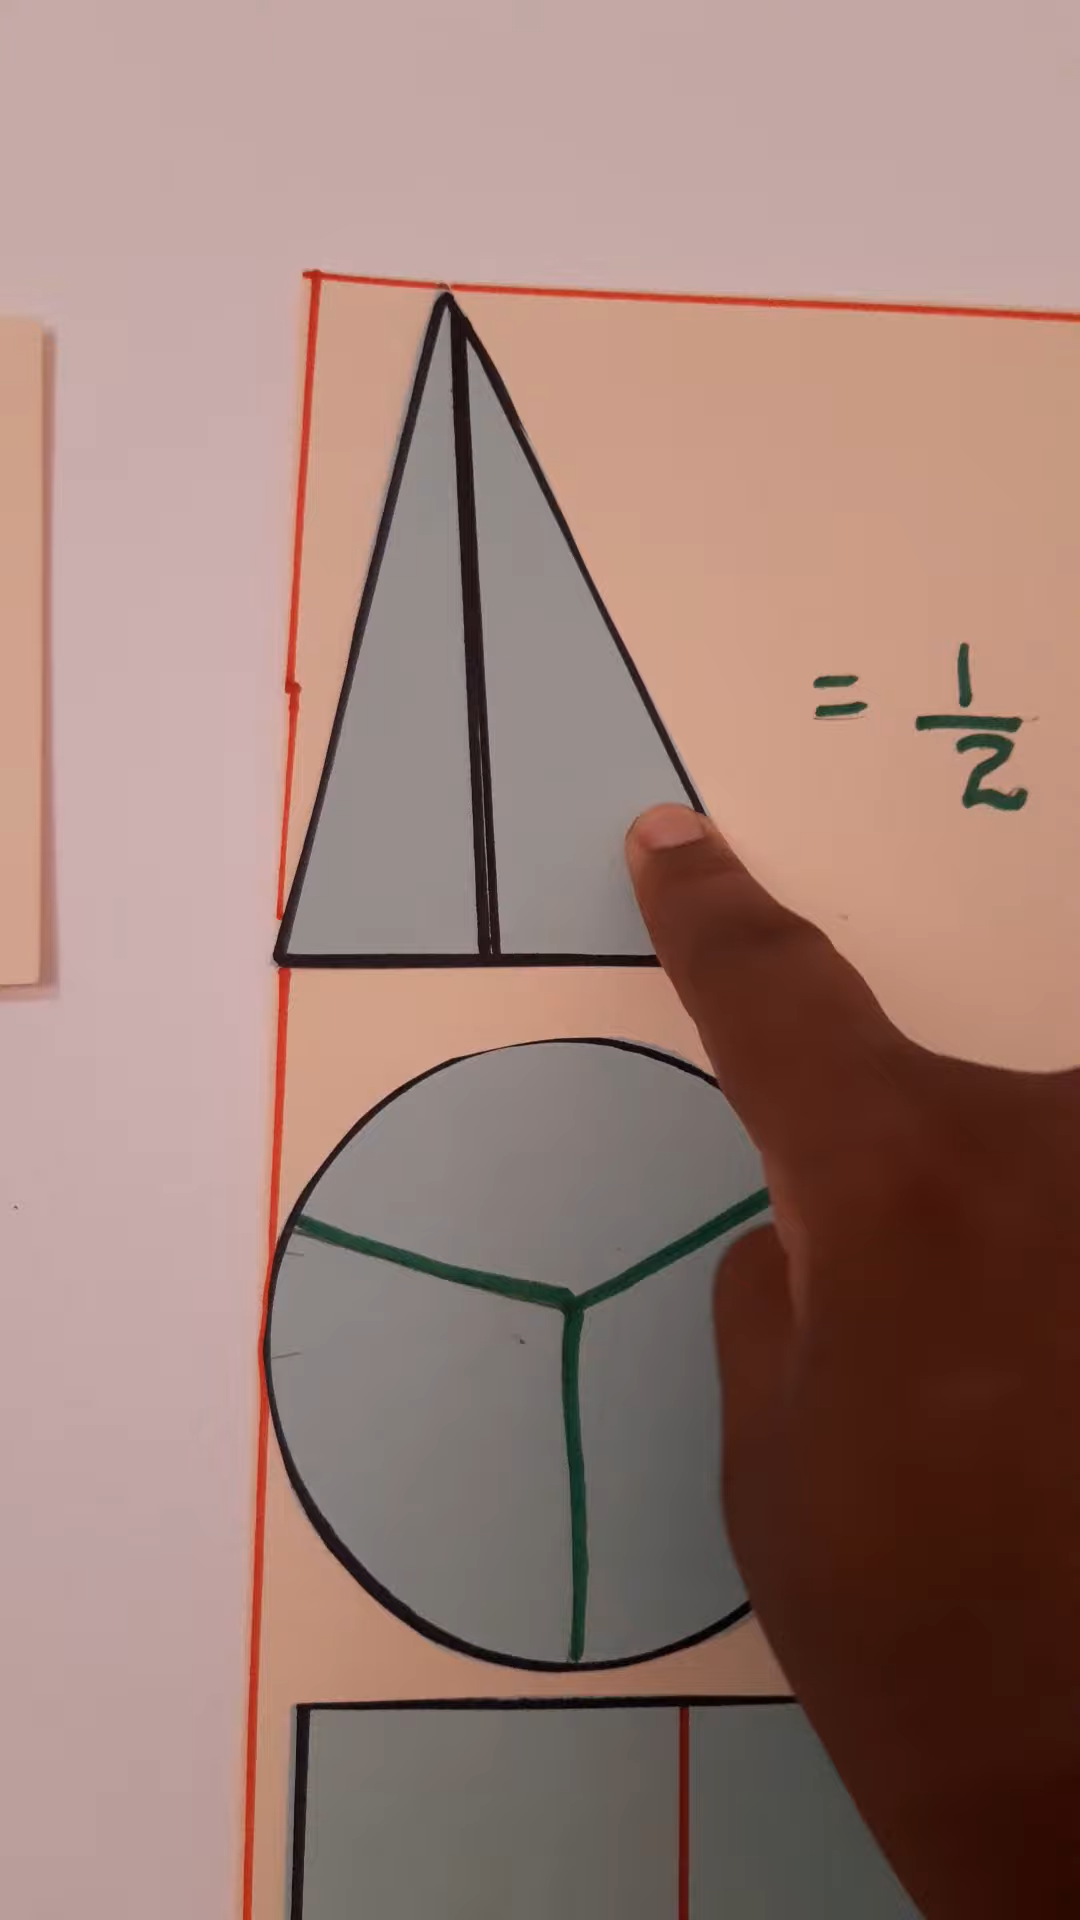 = 1/2